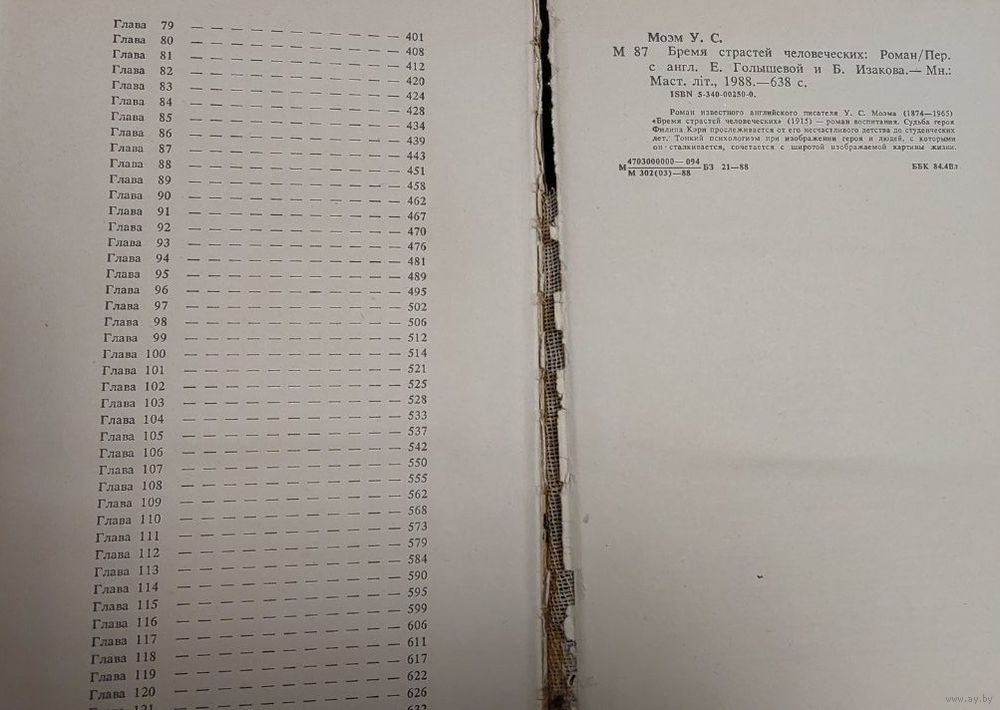 Глава 79 — — — — — — — — — — 401
Глава 80 — — — — — — — — — — 408
Глава 81 — — — — — — — — — — 412
Глава 82 — — — — — — — — — — 420
Глава 83 — — — — — — — — — — 424
Глава 84 — — — — — — — — — — 428
Глава 85 — — — — — — — — — — 434
Глава 86 — — — — — — — — — — 439
Глава 87 — — — — — — — — — — 443
Глава 88 — — — — — — — — — — 451
Глава 89 — — — — — — — — — — 458
Глава 90 — — — — — — — — — — 462
Глава 91 — — — — — — — — — — 467
Глава 92 — — — — — — — — — — 470
Глава 93 — — — — — — — — — — 476
Глава 94 — — — — — — — — — — 481
Глава 95 — — — — — — — — — — 489
Глава 96 — — — — — — — — — — 495
Глава 97 — — — — — — — — — — 502
Глава 98 — — — — — — — — — — 506
Глава 99 — — — — — — — — — — 512
Глава 100 — — — — — — — — — — 514
Глава 101 — — — — — — — — — — 521
Глава 102 — — — — — — — — — — 525
Глава 103 — — — — — — — — — — 528
Глава 104 — — — — — — — — — — 533
Глава 105 — — — — — — — — — — 537
Глава 106 — — — — — — — — — — 542
Глава 107 — — — — — — — — — — 550
Глава 108 — — — — — — — — — — 555
Глава 109 — — — — — — — — — — 562
Глава 110 — — — — — — — — — — 568
Глава 111 — — — — — — — — — — 573
Глава 112 — — — — — — — — — — 579
Глава 113 — — — — — — — — — — 584
Глава 114 — — — — — — — — — — 590
Глава 115 — — — — — — — — — — 595
Глава 116 — — — — — — — — — — 599
Глава 117 — — — — — — — — — — 606
Глава 118 — — — — — — — — — — 611
Глава 119 — — — — — — — — — — 617
Глава 120 — — — — — — — — — — 622
121 — — — — — — — — — — 626
Моэм У. С.
М 87 Бремя страстей человеческих: Роман/Пер.
с англ. Е. Голышевой и Б. Изакова.— Мн.:
Маст. літ., 1988.—638 с.
ISBN 5-340-00250-0.
Роман известного английского писателя У. С. Моэма (1874—1965)
«Бремя страстей человеческих» (1915) — роман воспитания. Судьба героя
Филипа Кэри прослеживается от его несчастливого детства до студенческих
лет. Тонкий психологизм при изображении героя и людей, с которыми
он сталкивается, сочетается с широтой изображаемой картины жизни.
М 4703000000—094 БЗ 21—88 ББК 84.4Вл
М 302(03)—88
www.ay.by